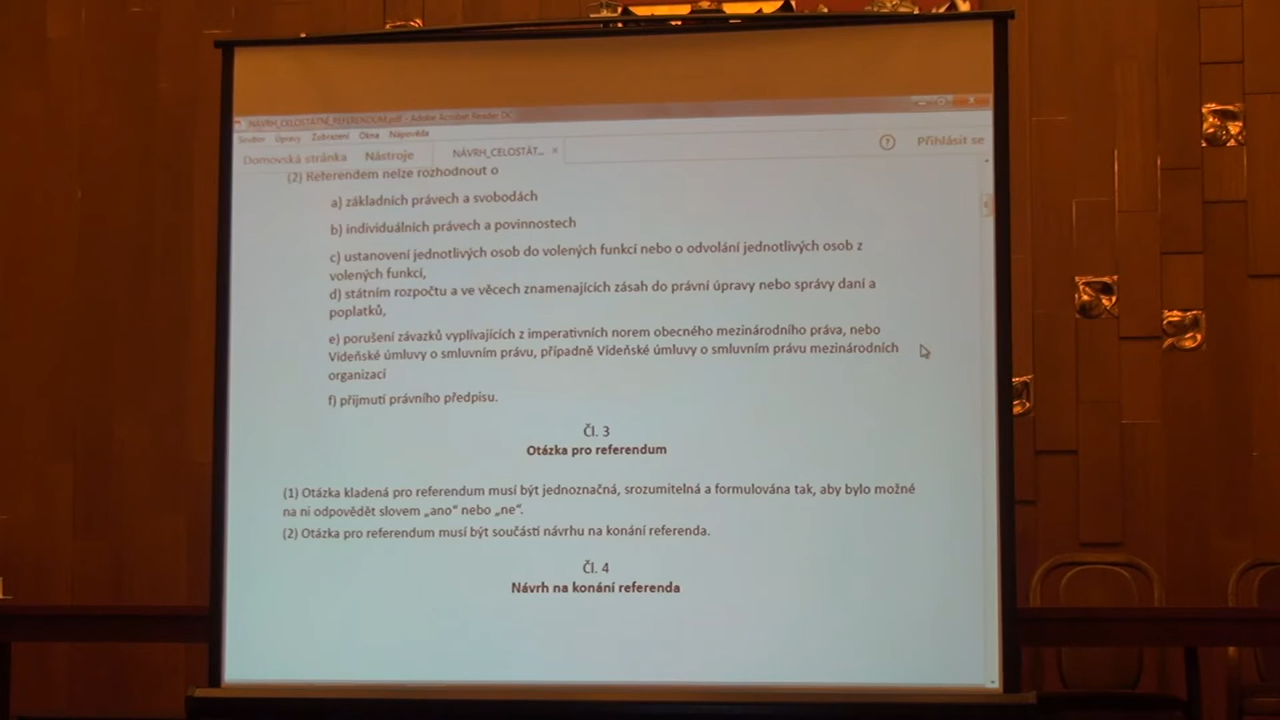 NÁVRH_CELOSTÁTNÍ_REFERENDUM.pdf - Adobe Acrobat Reader DC
Soubor Úpravy Zobrazení Okna Nápověda
Domovská stránka Nástroje NÁVRH_CELOSTÁT... × ? Přihlásit se
(2) Referendem nelze rozhodnout o
a) základních právech a svobodách
b) individuálních právech a povinnostech
c) ustanovení jednotlivých osob do volených funkcí nebo o odvolání jednotlivých osob z
volených funkcí,
d) státním rozpočtu a ve věcech znamenajících zásah do právní úpravy nebo správy daní a
poplatků,
e) porušení závazků vyplívajících z imperativních norem obecného mezinárodního práva, nebo
Vídeňské úmluvy o smluvním právu, případně Vídeňské úmluvy o smluvním právu mezinárodních
organizací
f) přijmutí právního předpisu.
Čl. 3
Otázka pro referendum
(1) Otázka kladená pro referendum musí být jednoznačná, srozumitelná a formulována tak, aby bylo možné
na ni odpovědět slovem „ano“ nebo „ne“.
(2) Otázka pro referendum musí být součástí návrhu na konání referenda.
Čl. 4
Návrh na konání referenda